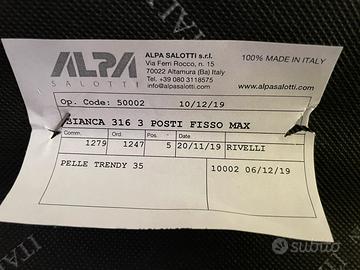 ALPA
SALOTTI
ALPA SALOTTI s.r.l.
Via Ferri Rocco, n. 15
70022 Altamura (Ba) Italy
Tel. +39 080 3118575
info@alpasalotti.com
100% MADE IN ITALY
www.alpasalotti.com
Op. Code: 50002 10/12/19
BIANCA 316 3 POSTI FISSO MAX
Comm. Ord. Pos. Date.
1279 1247 5 20/11/19 RIVELLI
PELLE TRENDY 35 10002 06/12/19
ITALY
subito